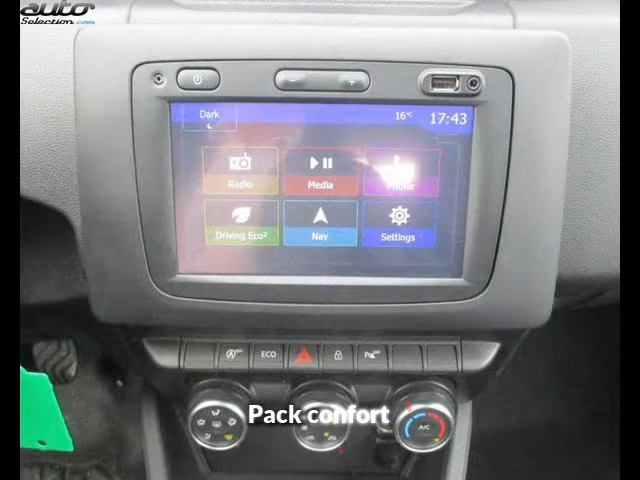 auto
Selection.com
Dark
16°C
17:43
Radio
Media
Phone
Driving Eco²
Nav
Settings
ECO
Pack confort
A/C